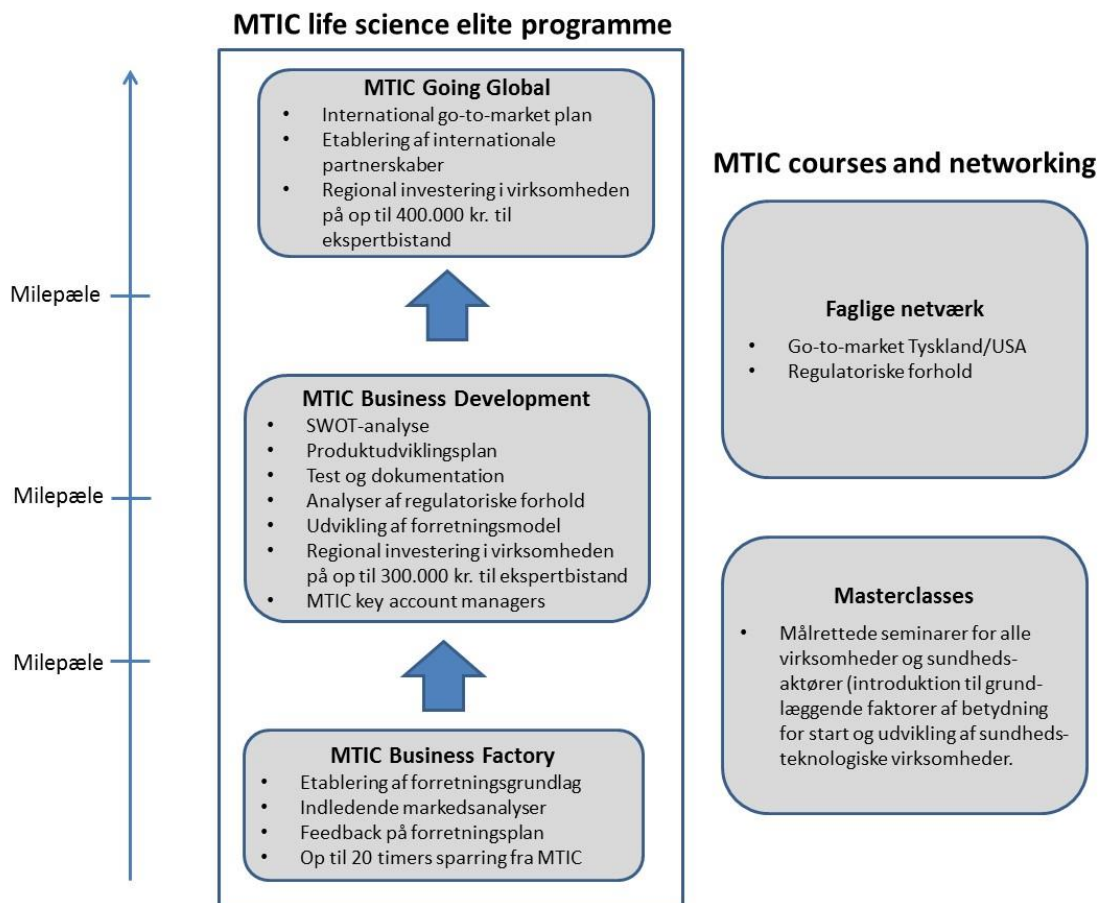 MTIC life science elite programme
MTIC Going Global
• International go-to-market plan
• Etablering af internationale
partnerskaber
• Regional investering i virksomheden
på op til 400.000 kr. til
ekspertbistand
MTIC Business Development
• SWOT-analyse
• Produktudviklingsplan
• Test og dokumentation
• Analyser af regulatoriske forhold
• Udvikling af forretningsmodel
• Regional investering i virksomheden
på op til 300.000 kr. til ekspertbistand
• MTIC key account managers
MTIC Business Factory
• Etablering af forretningsgrundlag
• Indledende markedsanalyser
• Feedback på forretningsplan
• Op til 20 timers sparring fra MTIC
Milepæle
Milepæle
Milepæle
MTIC courses and networking
Faglige netværk
• Go-to-market Tyskland/USA
• Regulatoriske forhold
Masterclasses
• Målrettede seminarer for alle
virksomheder og sundheds-
aktører (introduktion til grund-
læggende faktorer af betydning
for start og udvikling af sundheds-
teknologiske virksomheder.